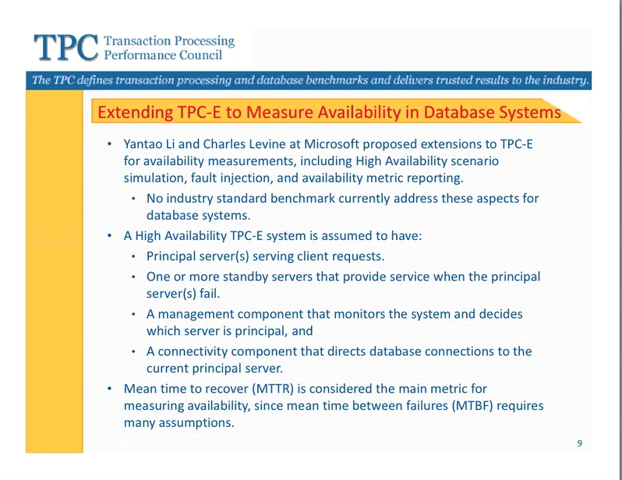 TPC Transaction Processing
Performance Council
The TPC defines transaction processing and database benchmarks and delivers trusted results to the industry.
Extending TPC-E to Measure Availability in Database Systems
• Yantao Li and Charles Levine at Microsoft proposed extensions to TPC-E
for availability measurements, including High Availability scenario
simulation, fault injection, and availability metric reporting.
• No industry standard benchmark currently address these aspects for
database systems.
• A High Availability TPC-E system is assumed to have:
• Principal server(s) serving client requests.
• One or more standby servers that provide service when the principal
server(s) fail.
• A management component that monitors the system and decides
which server is principal, and
• A connectivity component that directs database connections to the
current principal server.
• Mean time to recover (MTTR) is considered the main metric for
measuring availability, since mean time between failures (MTBF) requires
many assumptions.
9